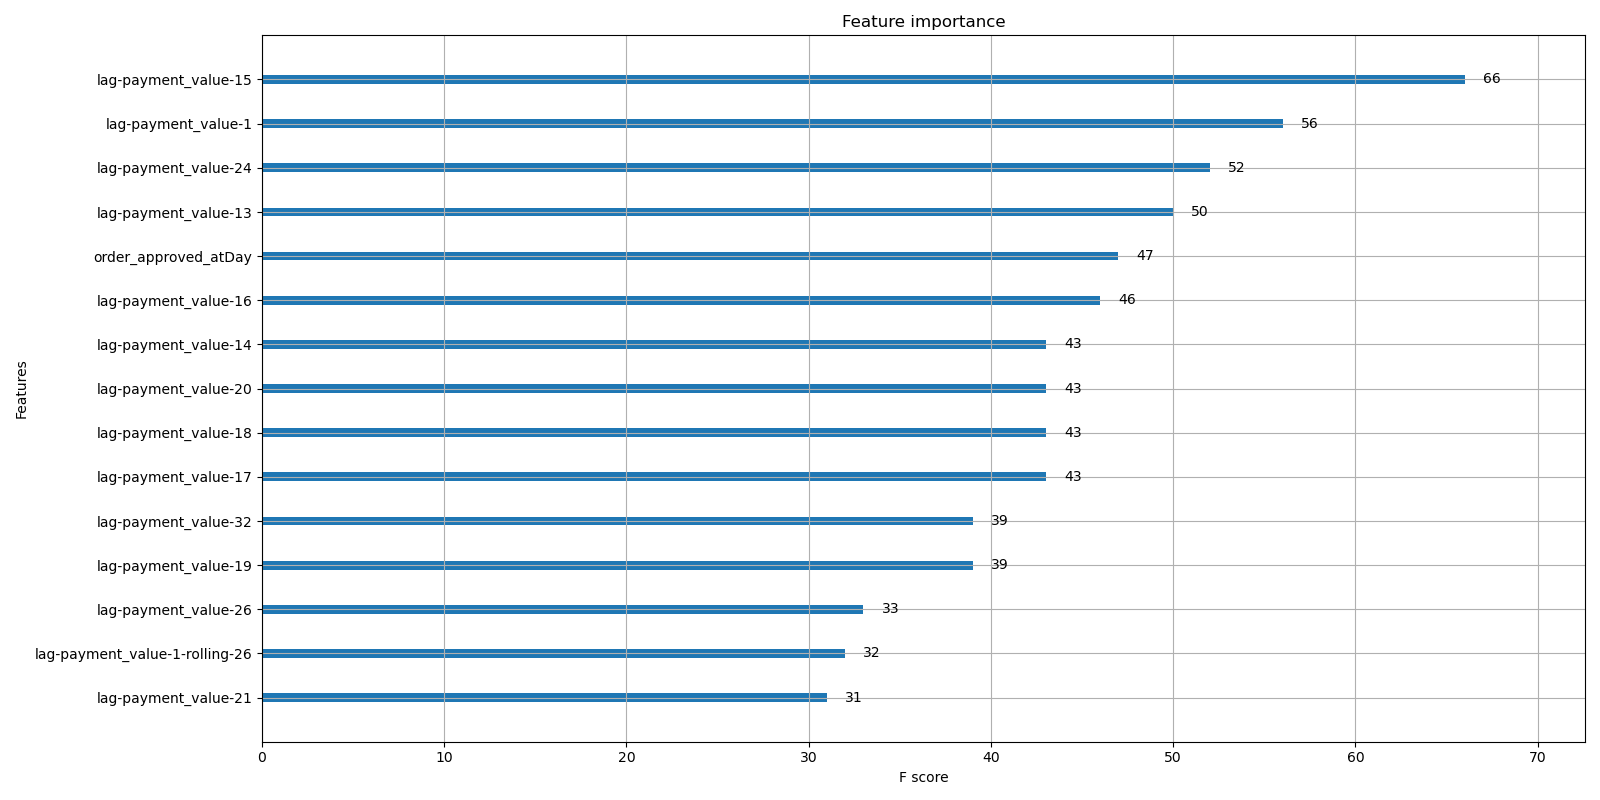 Feature importance
lag-payment_value-15 66
lag-payment_value-1 56
lag-payment_value-24 52
lag-payment_value-13 50
order_approved_atDay 47
lag-payment_value-16 46
lag-payment_value-14 43
lag-payment_value-20 43
lag-payment_value-18 43
lag-payment_value-17 43
lag-payment_value-32 39
lag-payment_value-19 39
lag-payment_value-26 33
lag-payment_value-1-rolling-26 32
lag-payment_value-21 31
Features
0 10 20 30 40 50 60 70
F score